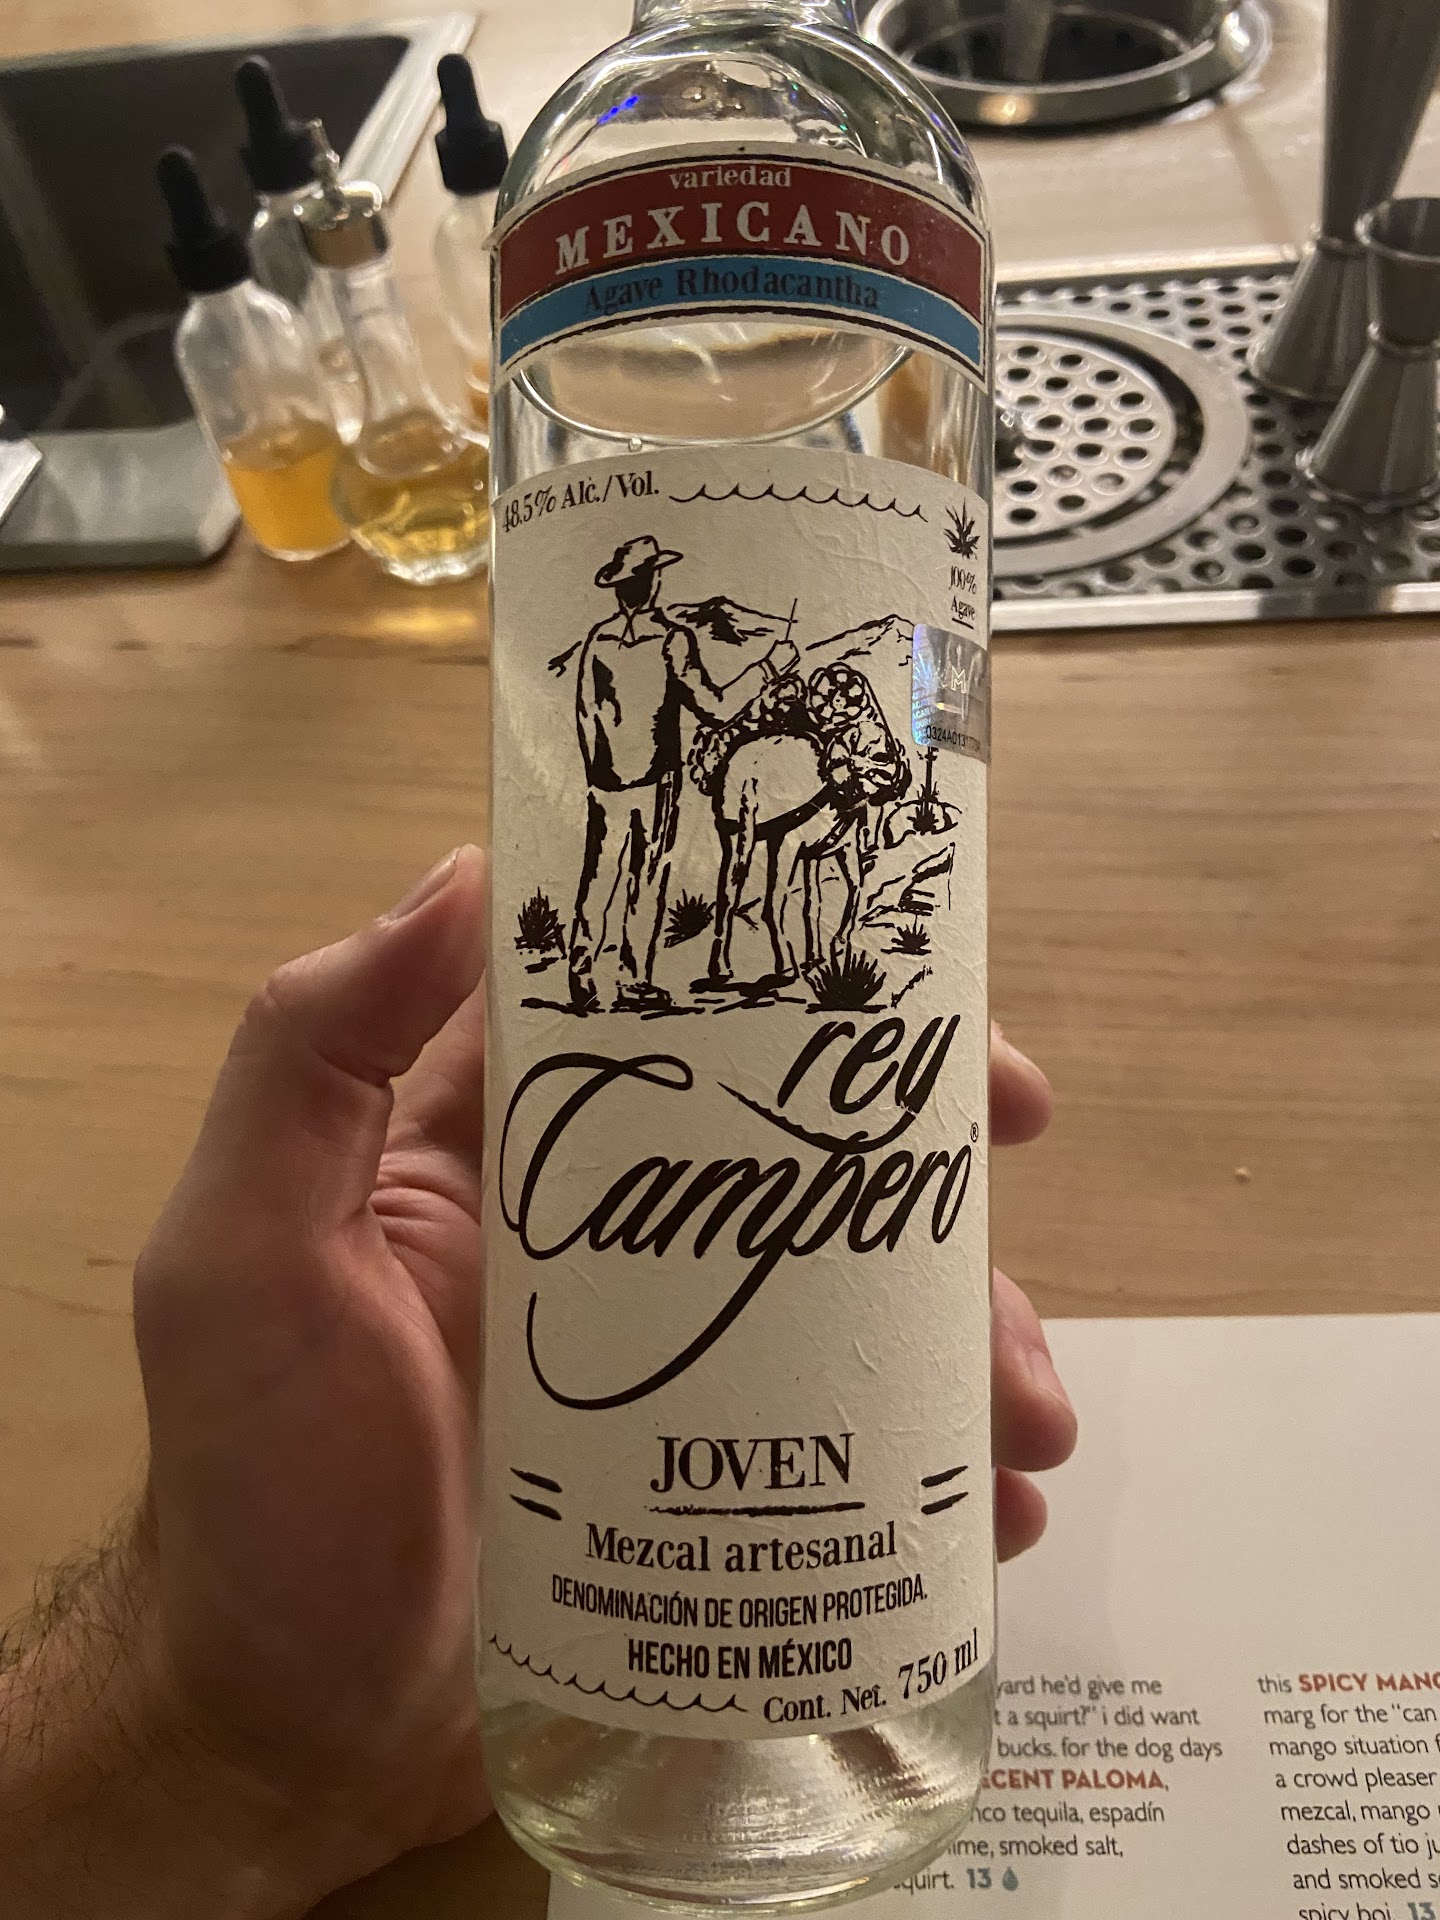 variedad
MEXICANO
Agave Rhodacantha
48.5% Alc./Vol.
100%
Agave
M
rey
Campero®
JOVEN
Mezcal artesanal
DENOMINACIÓN DE ORIGEN PROTEGIDA.
HECHO EN MÉXICO
Cont. Net. 750 ml
yard he'd give me
t a squirt?" i did want
bucks. for the dog days
ECENT PALOMA,
nco tequila, espadín
lime, smoked salt,
squirt. 13
this SPICY MANG
marg for the "can
mango situation f
a crowd pleaser
mezcal, mango
dashes of tio ju
and smoked s
spicy boi. 13